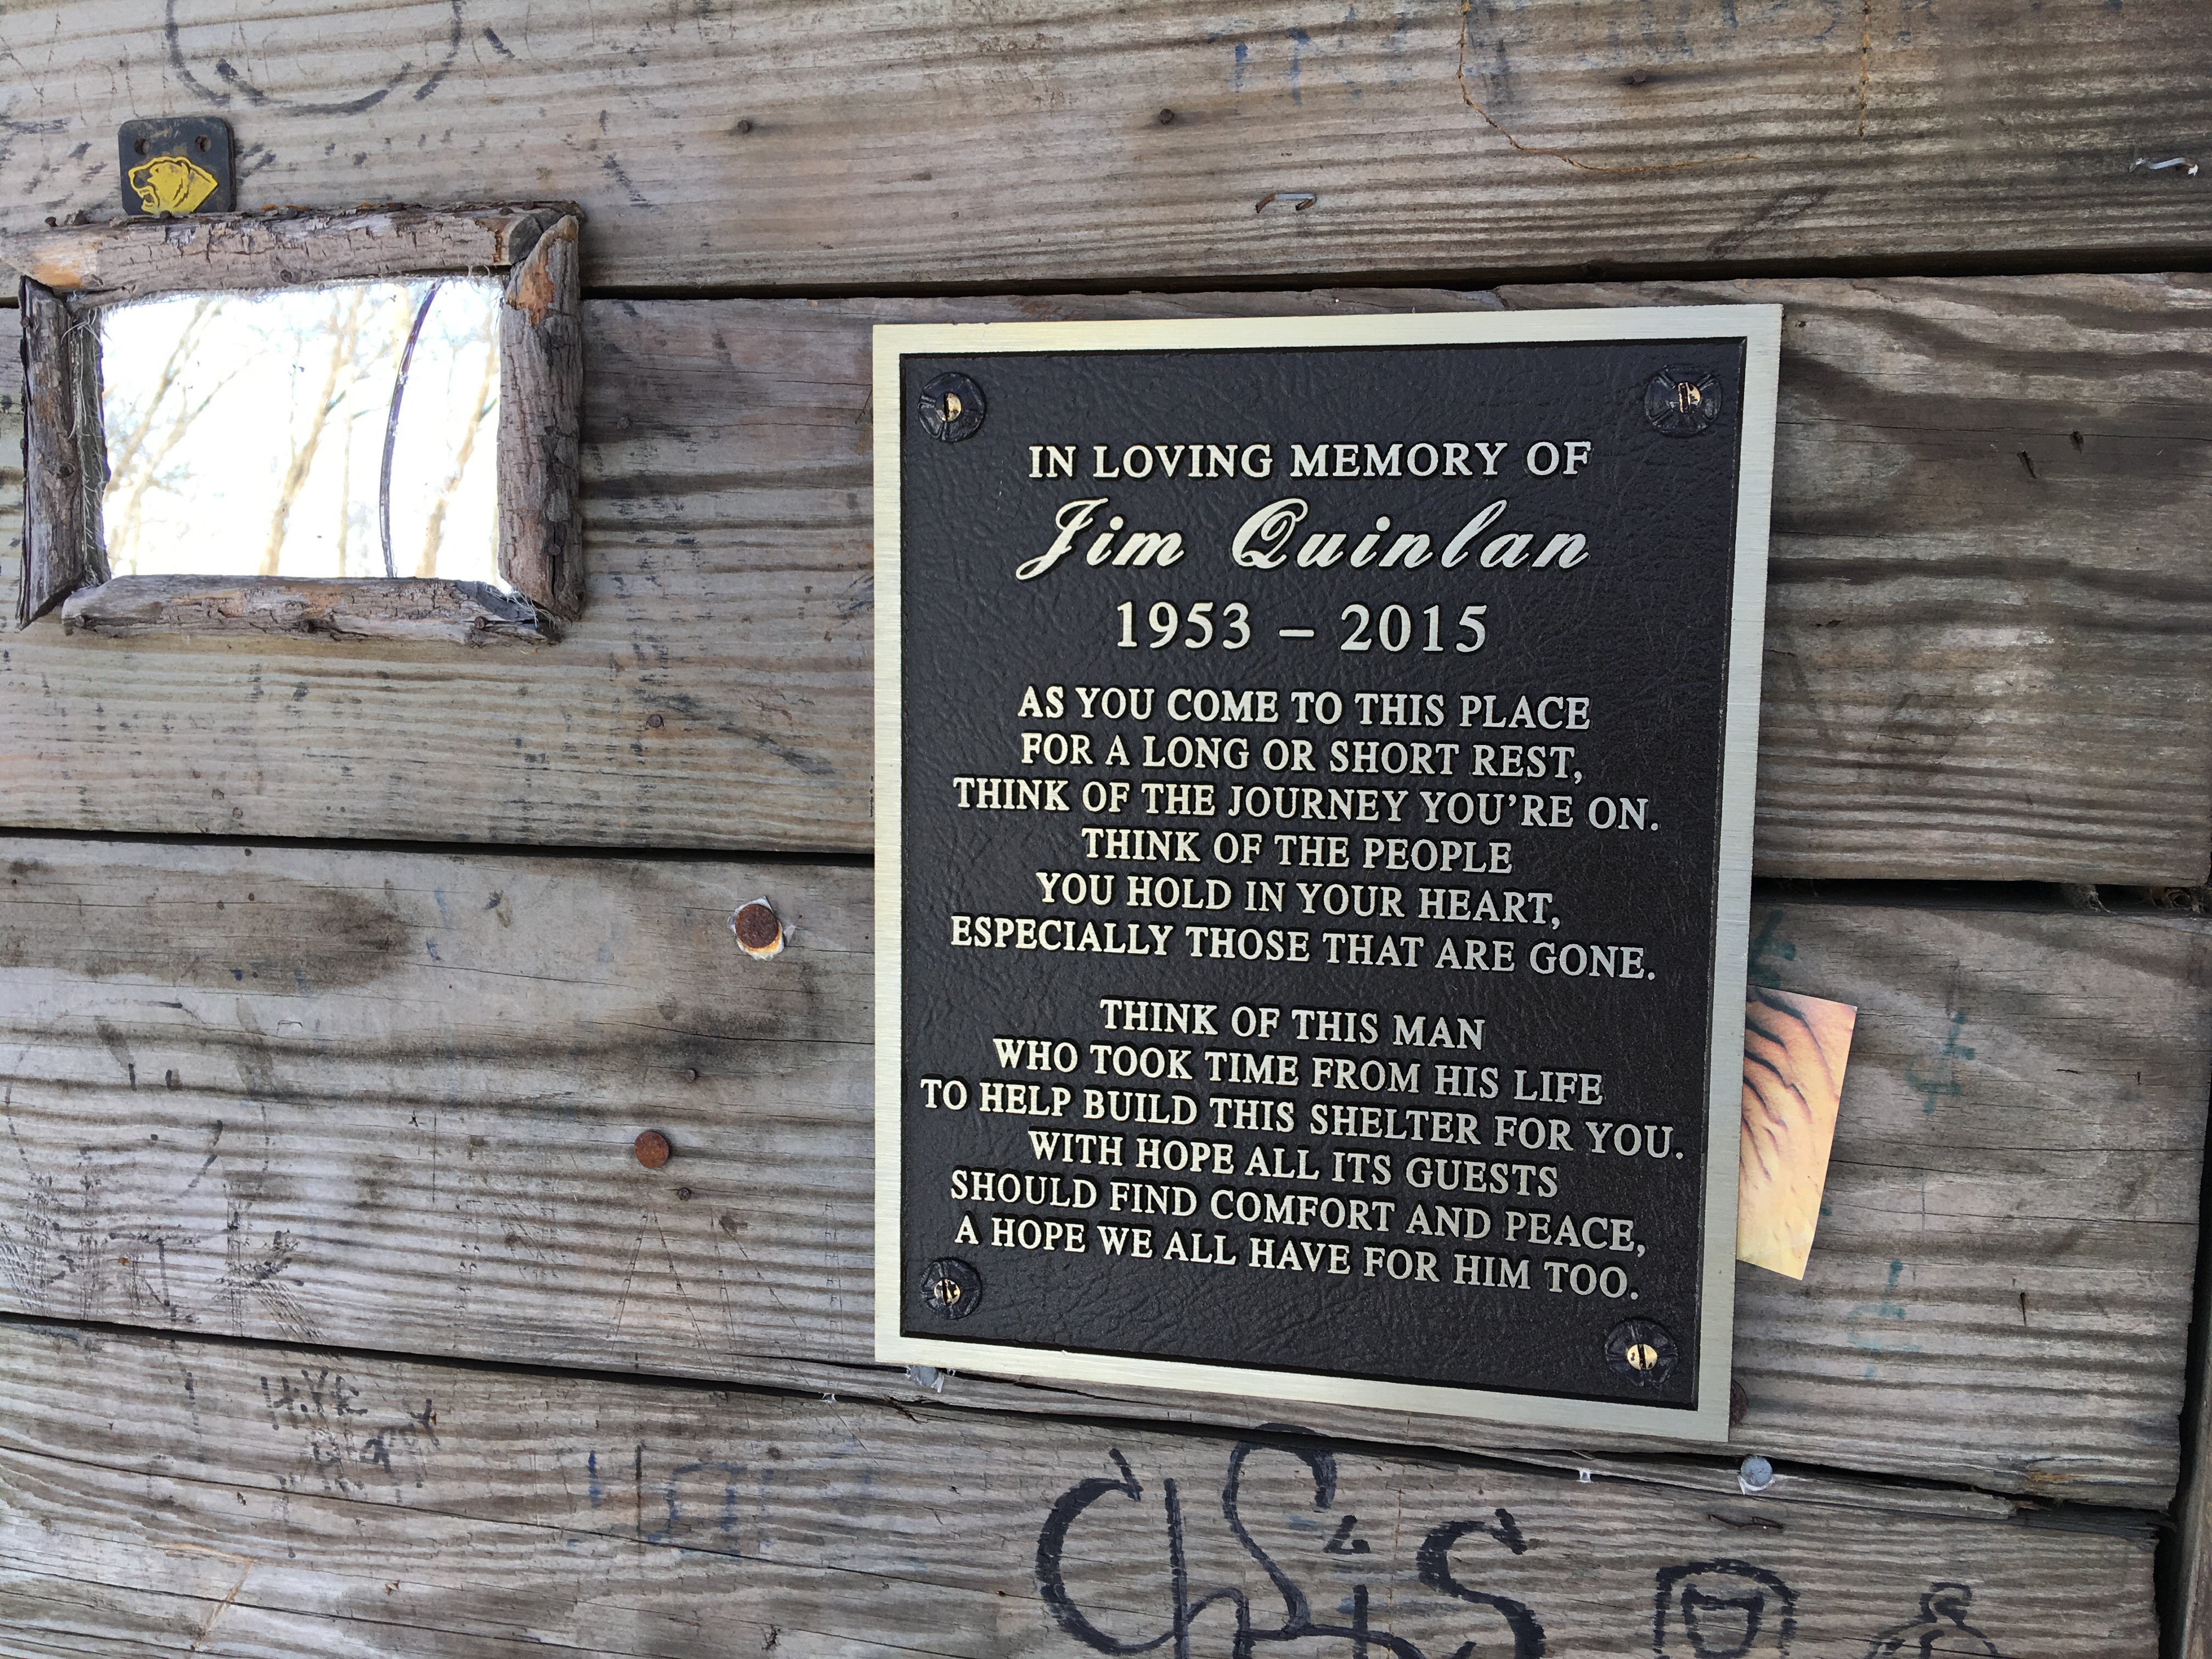 IN LOVING MEMORY OF
Jim Quinlan
1953 – 2015
AS YOU COME TO THIS PLACE
FOR A LONG OR SHORT REST,
THINK OF THE JOURNEY YOU'RE ON.
THINK OF THE PEOPLE
YOU HOLD IN YOUR HEART,
ESPECIALLY THOSE THAT ARE GONE.
THINK OF THIS MAN
WHO TOOK TIME FROM HIS LIFE
TO HELP BUILD THIS SHELTER FOR YOU.
WITH HOPE ALL ITS GUESTS
SHOULD FIND COMFORT AND PEACE,
A HOPE WE ALL HAVE FOR HIM TOO.